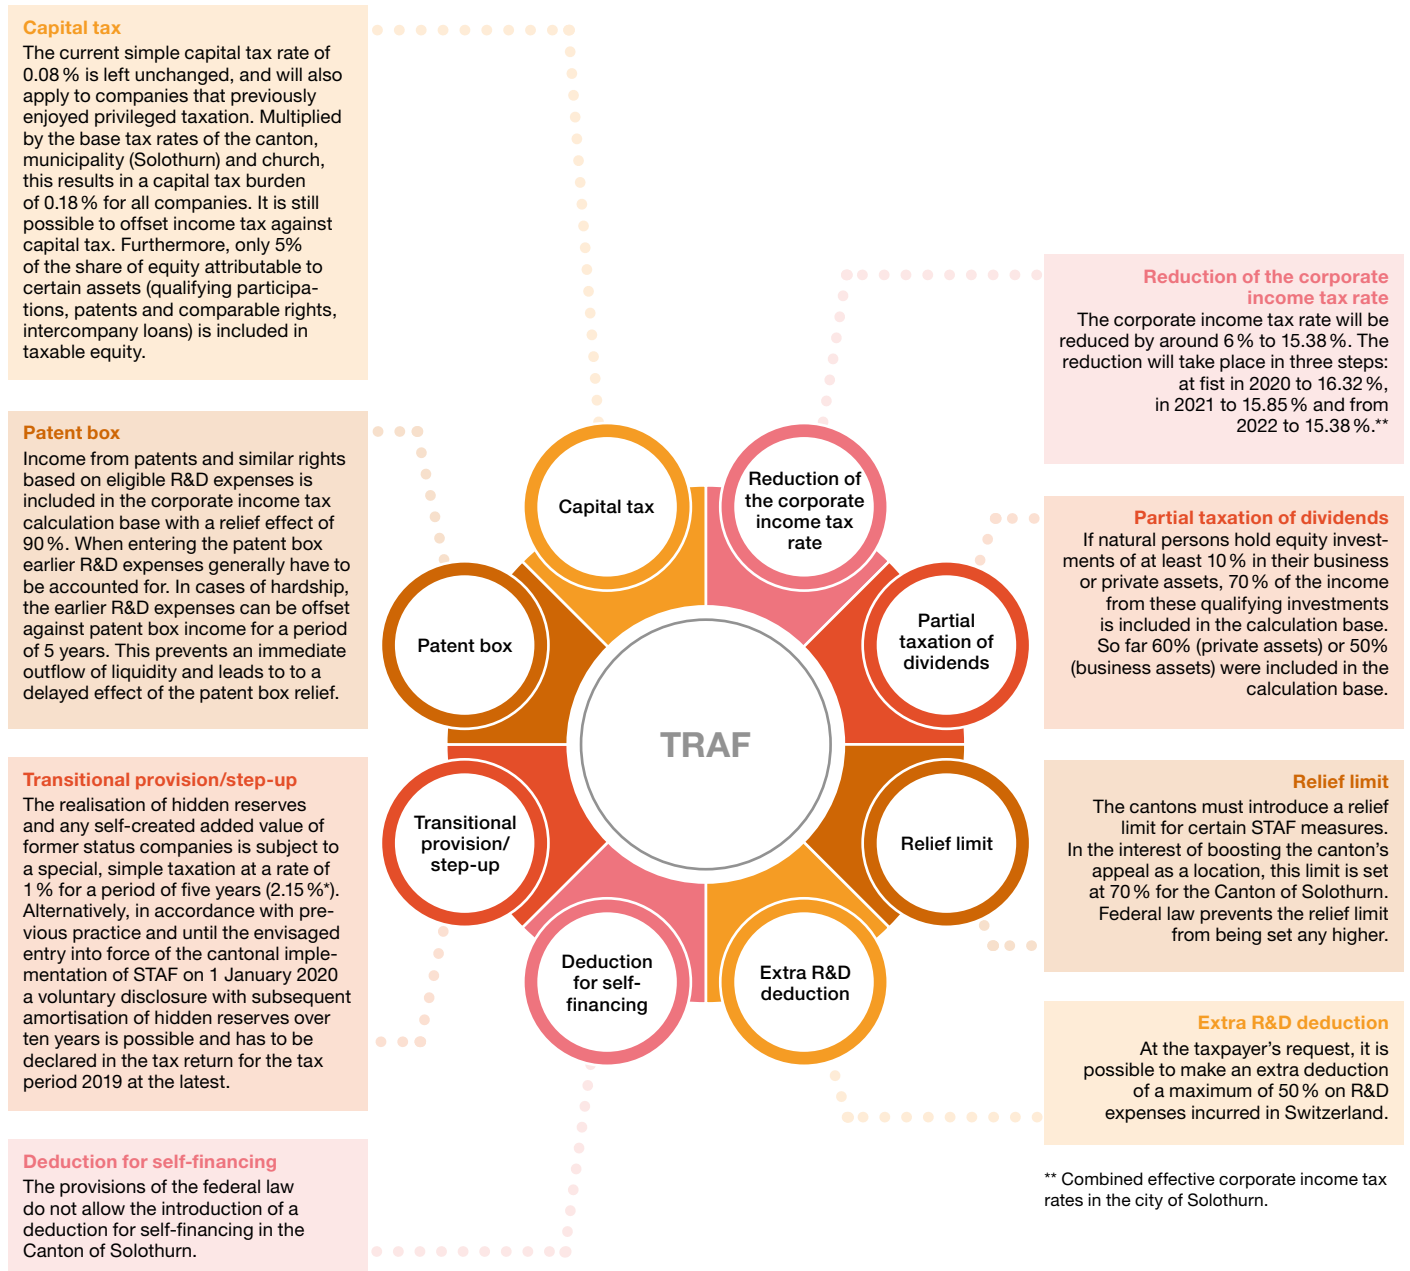 Capital tax
The current simple capital tax rate of
0.08 % is left unchanged, and will also
apply to companies that previously
enjoyed privileged taxation. Multiplied
by the base tax rates of the canton,
municipality (Solothurn) and church,
this results in a capital tax burden
of 0.18 % for all companies. It is still
possible to offset income tax against
capital tax. Furthermore, only 5%
of the share of equity attributable to
certain assets (qualifying participa-
tions, patents and comparable rights,
intercompany loans) is included in
taxable equity.
Patent box
Income from patents and similar rights
based on eligible R&D expenses is
included in the corporate income tax
calculation base with a relief effect of
90 %. When entering the patent box
earlier R&D expenses generally have to
be accounted for. In cases of hardship,
the earlier R&D expenses can be offset
against patent box income for a period
of 5 years. This prevents an immediate
outflow of liquidity and leads to to a
delayed effect of the patent box relief.
Transitional provision/step-up
The realisation of hidden reserves
and any self-created added value of
former status companies is subject to
a special, simple taxation at a rate of
1 % for a period of five years (2.15 %*).
Alternatively, in accordance with pre-
vious practice and until the envisaged
entry into force of the cantonal imple-
mentation of STAF on 1 January 2020
a voluntary disclosure with subsequent
amortisation of hidden reserves over
ten years is possible and has to be
declared in the tax return for the tax
period 2019 at the latest.
Deduction for self-financing
The provisions of the federal law
do not allow the introduction of a
deduction for self-financing in the
Canton of Solothurn.
Capital tax
Reduction of
the corporate
income tax
rate
Patent box
Partial
taxation of
dividends
TRAF
Transitional
provision/
step-up
Relief limit
Deduction
for self-
financing
Extra R&D
deduction
Reduction of the corporate
income tax rate
The corporate income tax rate will be
reduced by around 6 % to 15.38 %. The
reduction will take place in three steps:
at fist in 2020 to 16.32 %,
in 2021 to 15.85 % and from
2022 to 15.38 %.**
Partial taxation of dividends
If natural persons hold equity invest-
ments of at least 10 % in their business
or private assets, 70 % of the income
from these qualifying investments
is included in the calculation base.
So far 60% (private assets) or 50%
(business assets) were included in the
calculation base.
Relief limit
The cantons must introduce a relief
limit for certain STAF measures.
In the interest of boosting the canton's
appeal as a location, this limit is set
at 70 % for the Canton of Solothurn.
Federal law prevents the relief limit
from being set any higher.
Extra R&D deduction
At the taxpayer's request, it is
possible to make an extra deduction
of a maximum of 50 % on R&D
expenses incurred in Switzerland.
** Combined effective corporate income tax
rates in the city of Solothurn.